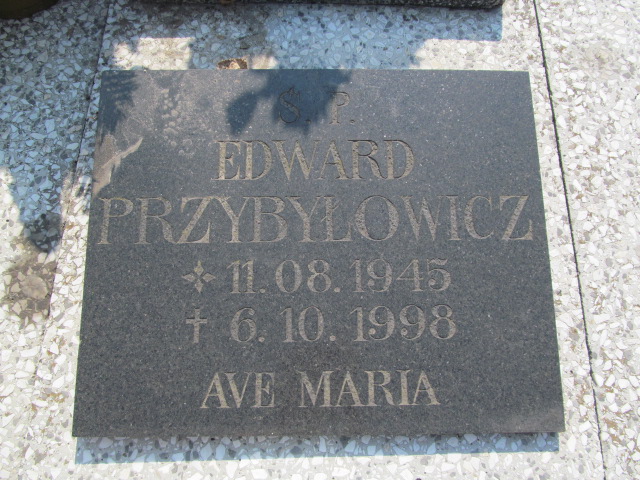 Ś. P.
EDWARD
PRZYBYŁOWICZ
11.08.1945
† 6.10.1998
AVE MARIA